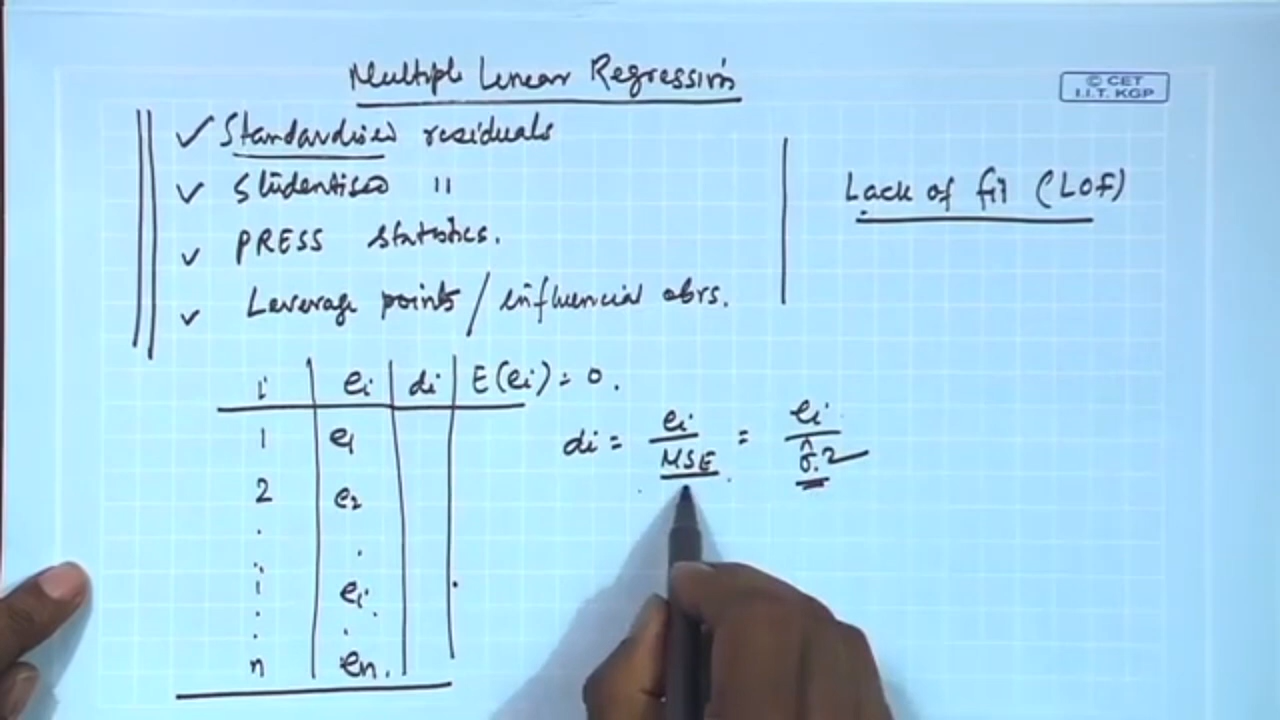 Multiple Linear Regression
© CET
I.I.T. KGP
✓ Standardised residuals
✓ Studentised "
✓ PRESS statistics.
✓ Leverage points / influencial obrs.
Lack of fit (LOF)
i | ei | di | E(ei) = 0.
1 | e1
2 | e2
. | .
i | ei.
. | .
n | en.
di = ei / MSE = ei / σ̂^2